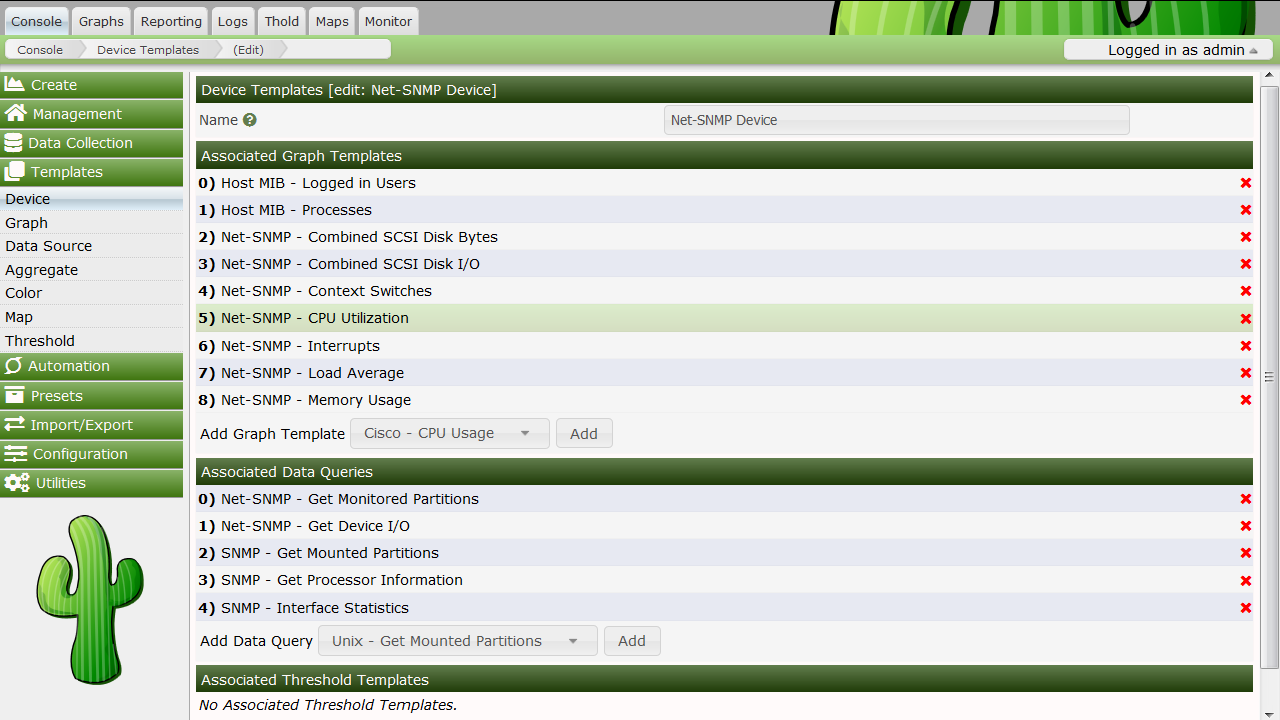 Console Graphs Reporting Logs Thold Maps Monitor
Console Device Templates (Edit) Logged in as admin
Create
Management
Data Collection
Templates
Device
Graph
Data Source
Aggregate
Color
Map
Threshold
Automation
Presets
Import/Export
Configuration
Utilities
Device Templates [edit: Net-SNMP Device]
Name Net-SNMP Device
Associated Graph Templates
0) Host MIB - Logged in Users
1) Host MIB - Processes
2) Net-SNMP - Combined SCSI Disk Bytes
3) Net-SNMP - Combined SCSI Disk I/O
4) Net-SNMP - Context Switches
5) Net-SNMP - CPU Utilization
6) Net-SNMP - Interrupts
7) Net-SNMP - Load Average
8) Net-SNMP - Memory Usage
Add Graph Template Cisco - CPU Usage Add
Associated Data Queries
0) Net-SNMP - Get Monitored Partitions
1) Net-SNMP - Get Device I/O
2) SNMP - Get Mounted Partitions
3) SNMP - Get Processor Information
4) SNMP - Interface Statistics
Add Data Query Unix - Get Mounted Partitions Add
Associated Threshold Templates
No Associated Threshold Templates.